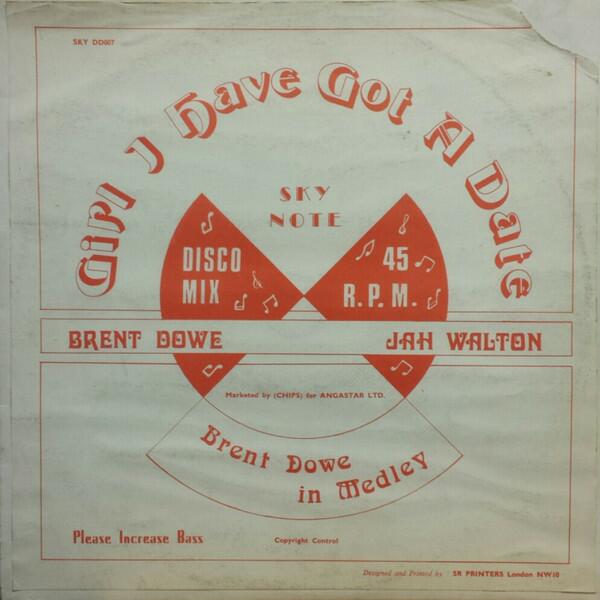 SKY DD007
Girl I Have Got A Date
SKY
NOTE
DISCO
MIX
45
R.P.M.
BRENT DOWE
JAH WALTON
Marketed by (CHIPS) for ANGASTAR LTD.
Brent Dowe
in Medley
Please Increase Bass
Copyright Control
Designed and Printed by SR PRINTERS London NW10